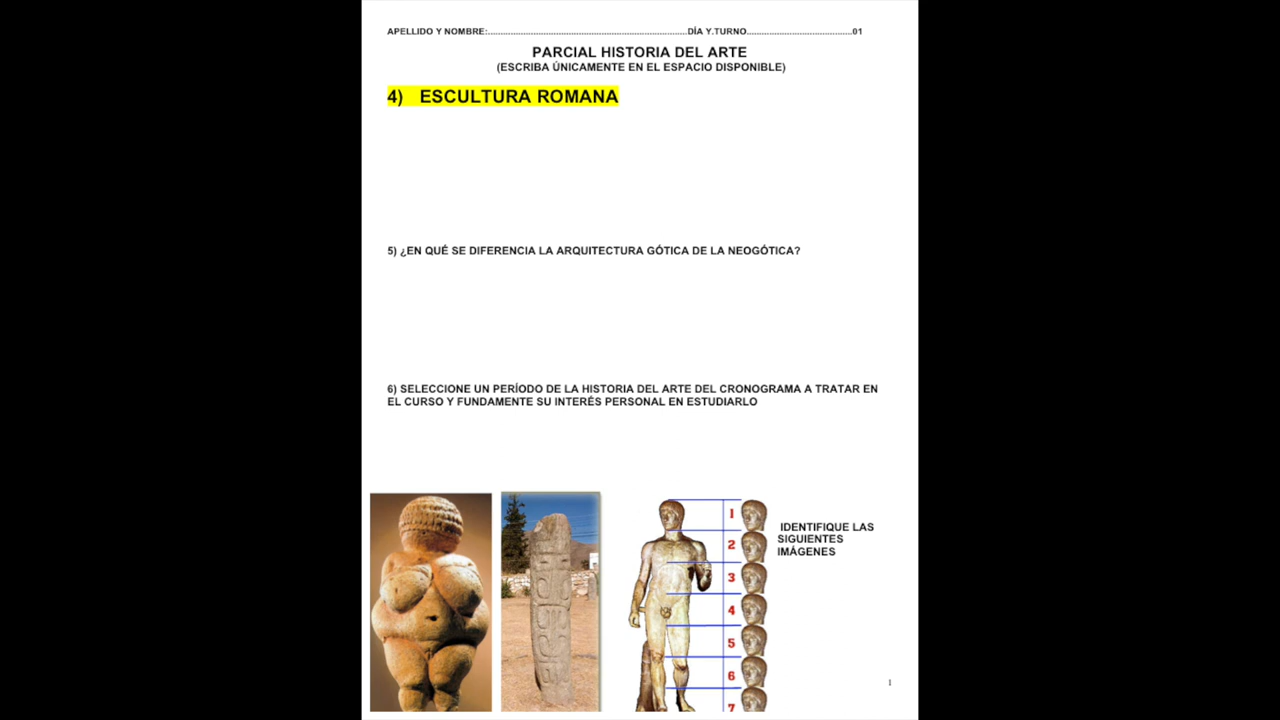 APELLIDO Y NOMBRE:...................................................................DÍA Y.TURNO....................................01
PARCIAL HISTORIA DEL ARTE
(ESCRIBA ÚNICAMENTE EN EL ESPACIO DISPONIBLE)
4) ESCULTURA ROMANA
5) ¿EN QUÉ SE DIFERENCIA LA ARQUITECTURA GÓTICA DE LA NEOGÓTICA?
6) SELECCIONE UN PERÍODO DE LA HISTORIA DEL ARTE DEL CRONOGRAMA A TRATAR EN
EL CURSO Y FUNDAMENTE SU INTERÉS PERSONAL EN ESTUDIARLO
1
2
3
4
5
6
7
IDENTIFIQUE LAS
SIGUIENTES
IMÁGENES
1